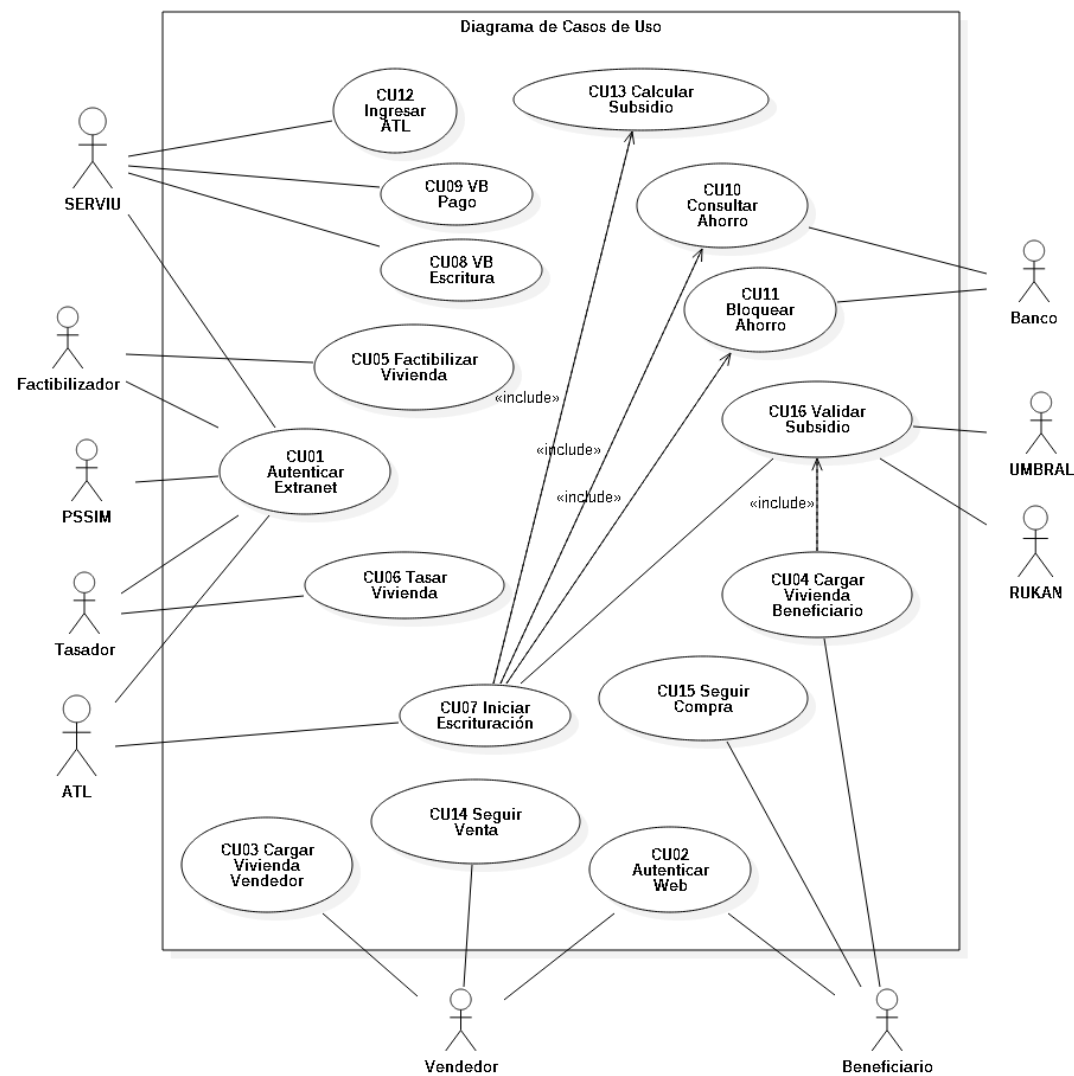 Diagrama de Casos de Uso
CU12
Ingresar
ATL
CU13 Calcular
Subsidio
SERVIU
CU09 VB
Pago
CU10
Consultar
Ahorro
CU08 VB
Escritura
CU11
Bloquear
Ahorro
Banco
Factibilizador
CU05 Factibilizar
Vivienda
«include»
CU16 Validar
Subsidio
UMBRAL
CU01
Autenticar
Extranet
«include»
PSSIM
«include»
«include»
RUKAN
Tasador
CU06 Tasar
Vivienda
CU04 Cargar
Vivienda
Beneficiario
ATL
CU07 Iniciar
Escrituración
CU15 Seguir
Compra
CU03 Cargar
Vivienda
Vendedor
CU14 Seguir
Venta
CU02
Autenticar
Web
Vendedor
Beneficiario